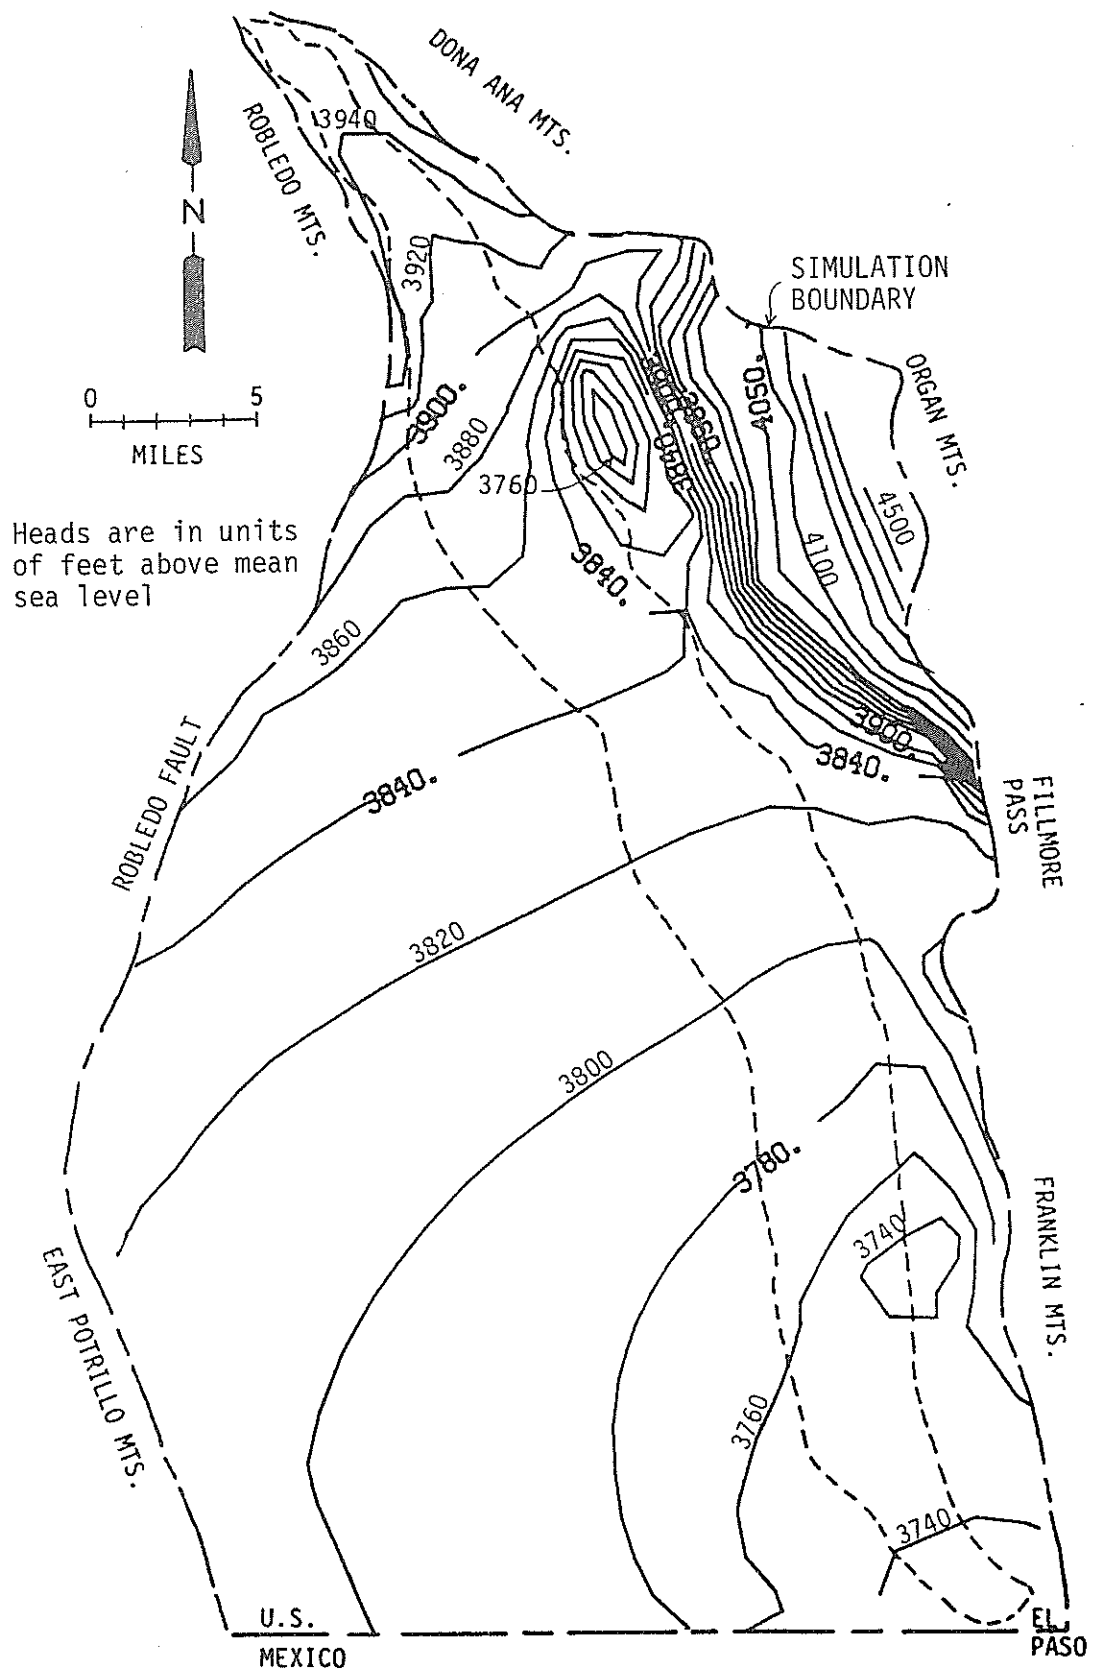 DONA ANA MTS.
ROBLEDO MTS.
3940
N
3920
SIMULATION
BOUNDARY
ORGAN MTS.
0 5
MILES
3900.
3880
3760
3860.
3840
4050.
4100
4500
Heads are in units
of feet above mean
sea level
3840.
3860
3900.
3840.
ROBLEDO FAULT
3840.
FILLMORE
PASS
3820
3800
3780.
3740
FRANKLIN MTS.
EAST POTRILLO MTS.
3760
3740
U.S.
MEXICO
EL
PASO